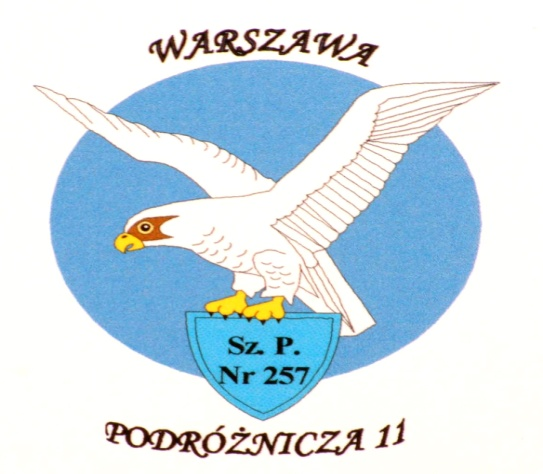 WARSZAWA
Sz. P.
Nr 257
PODRÓŻNICZA 11